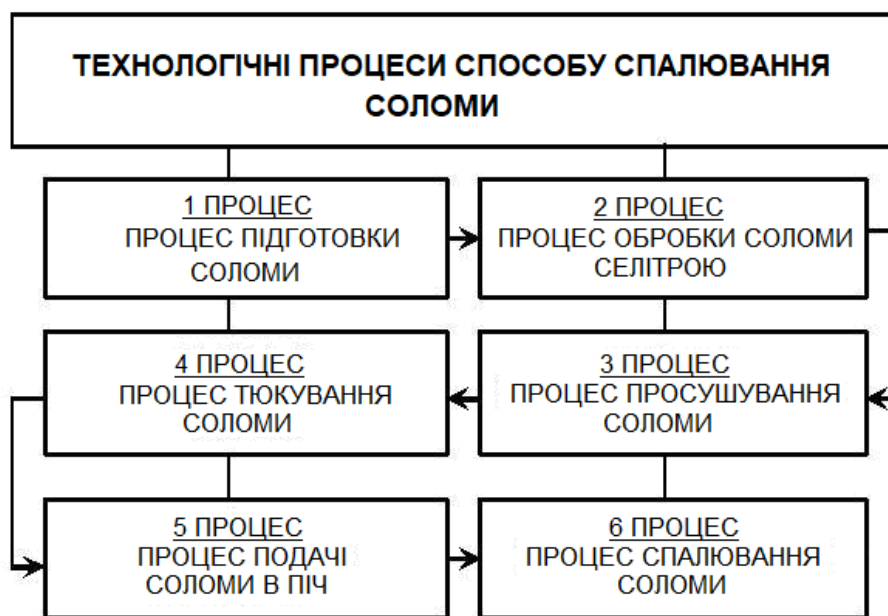 ТЕХНОЛОГІЧНІ ПРОЦЕСИ СПОСОБУ СПАЛЮВАННЯ
СОЛОМИ
1 ПРОЦЕС
ПРОЦЕС ПІДГОТОВКИ
СОЛОМИ
2 ПРОЦЕС
ПРОЦЕС ОБРОБКИ СОЛОМИ
СЕЛІТРОЮ
4 ПРОЦЕС
ПРОЦЕС ТЮКУВАННЯ
СОЛОМИ
3 ПРОЦЕС
ПРОЦЕС ПРОСУШУВАННЯ
СОЛОМИ
5 ПРОЦЕС
ПРОЦЕС ПОДАЧІ
СОЛОМИ В ПІЧ
6 ПРОЦЕС
ПРОЦЕС СПАЛЮВАННЯ
СОЛОМИ